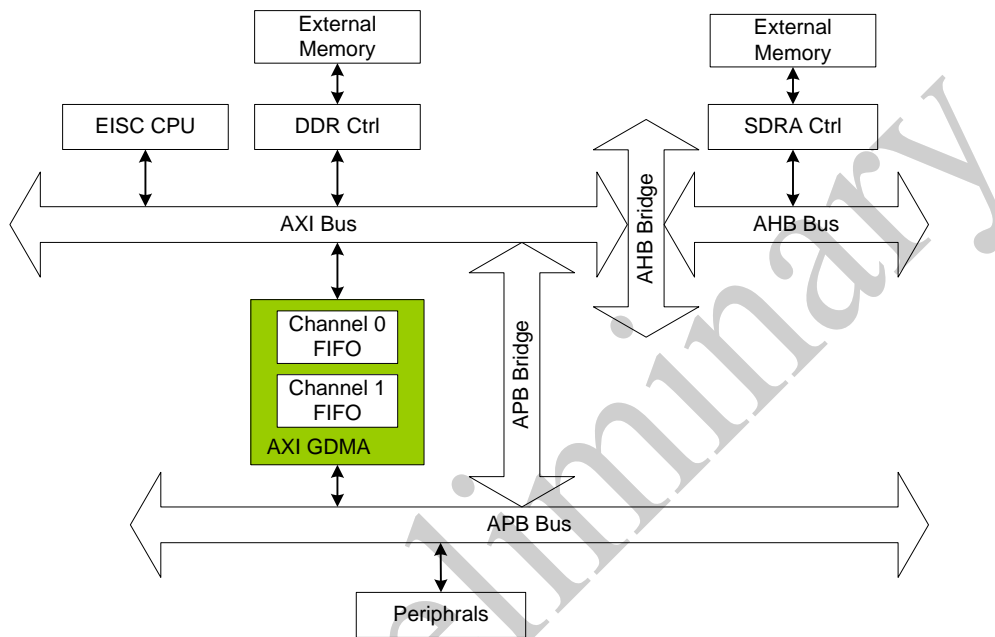 External
Memory
External
Memory
EISC CPU
DDR Ctrl
SDRA Ctrl
AXI Bus
AHB Bridge
AHB Bus
Channel 0
FIFO
Channel 1
FIFO
AXI GDMA
APB Bridge
APB Bus
Periphrals
eliminary